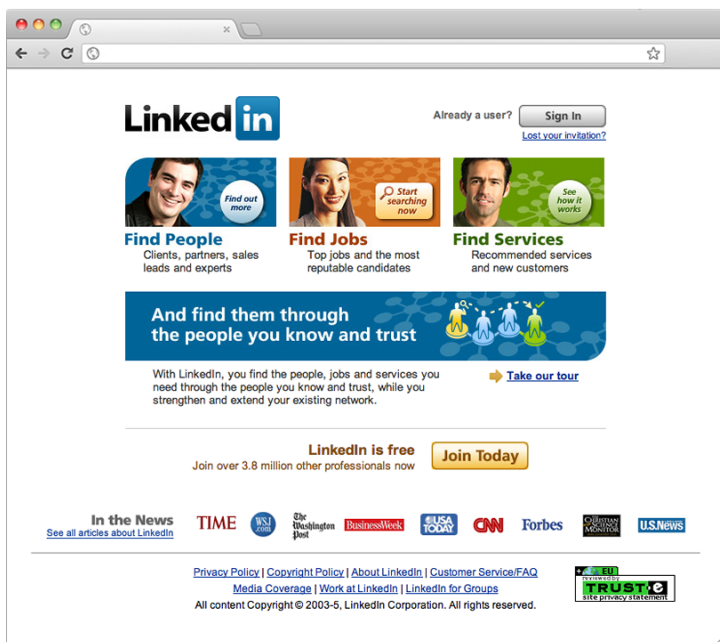 Linked in
Already a user? Sign In
Lost your invitation?
Find out
more
Start
searching
now
See
how it
works
Find People
Clients, partners, sales
leads and experts
Find Jobs
Top jobs and the most
reputable candidates
Find Services
Recommended services
and new customers
And find them through
the people you know and trust
With LinkedIn, you find the people, jobs and services you
need through the people you know and trust, while you
strengthen and extend your existing network.
Take our tour
LinkedIn is free
Join over 3.8 million other professionals now
Join Today
In the News
See all articles about LinkedIn
TIME
WSJ
.com
The
Washington
Post
BusinessWeek
USA
TODAY
CNN
Forbes
The
Christian
Science
Monitor
U.S.News
Privacy Policy | Copyright Policy | About LinkedIn | Customer Service/FAQ
Media Coverage | Work at LinkedIn | LinkedIn for Groups
All content Copyright © 2003-5, LinkedIn Corporation. All rights reserved.
EU
reviewed by
TRUST e
site privacy statement